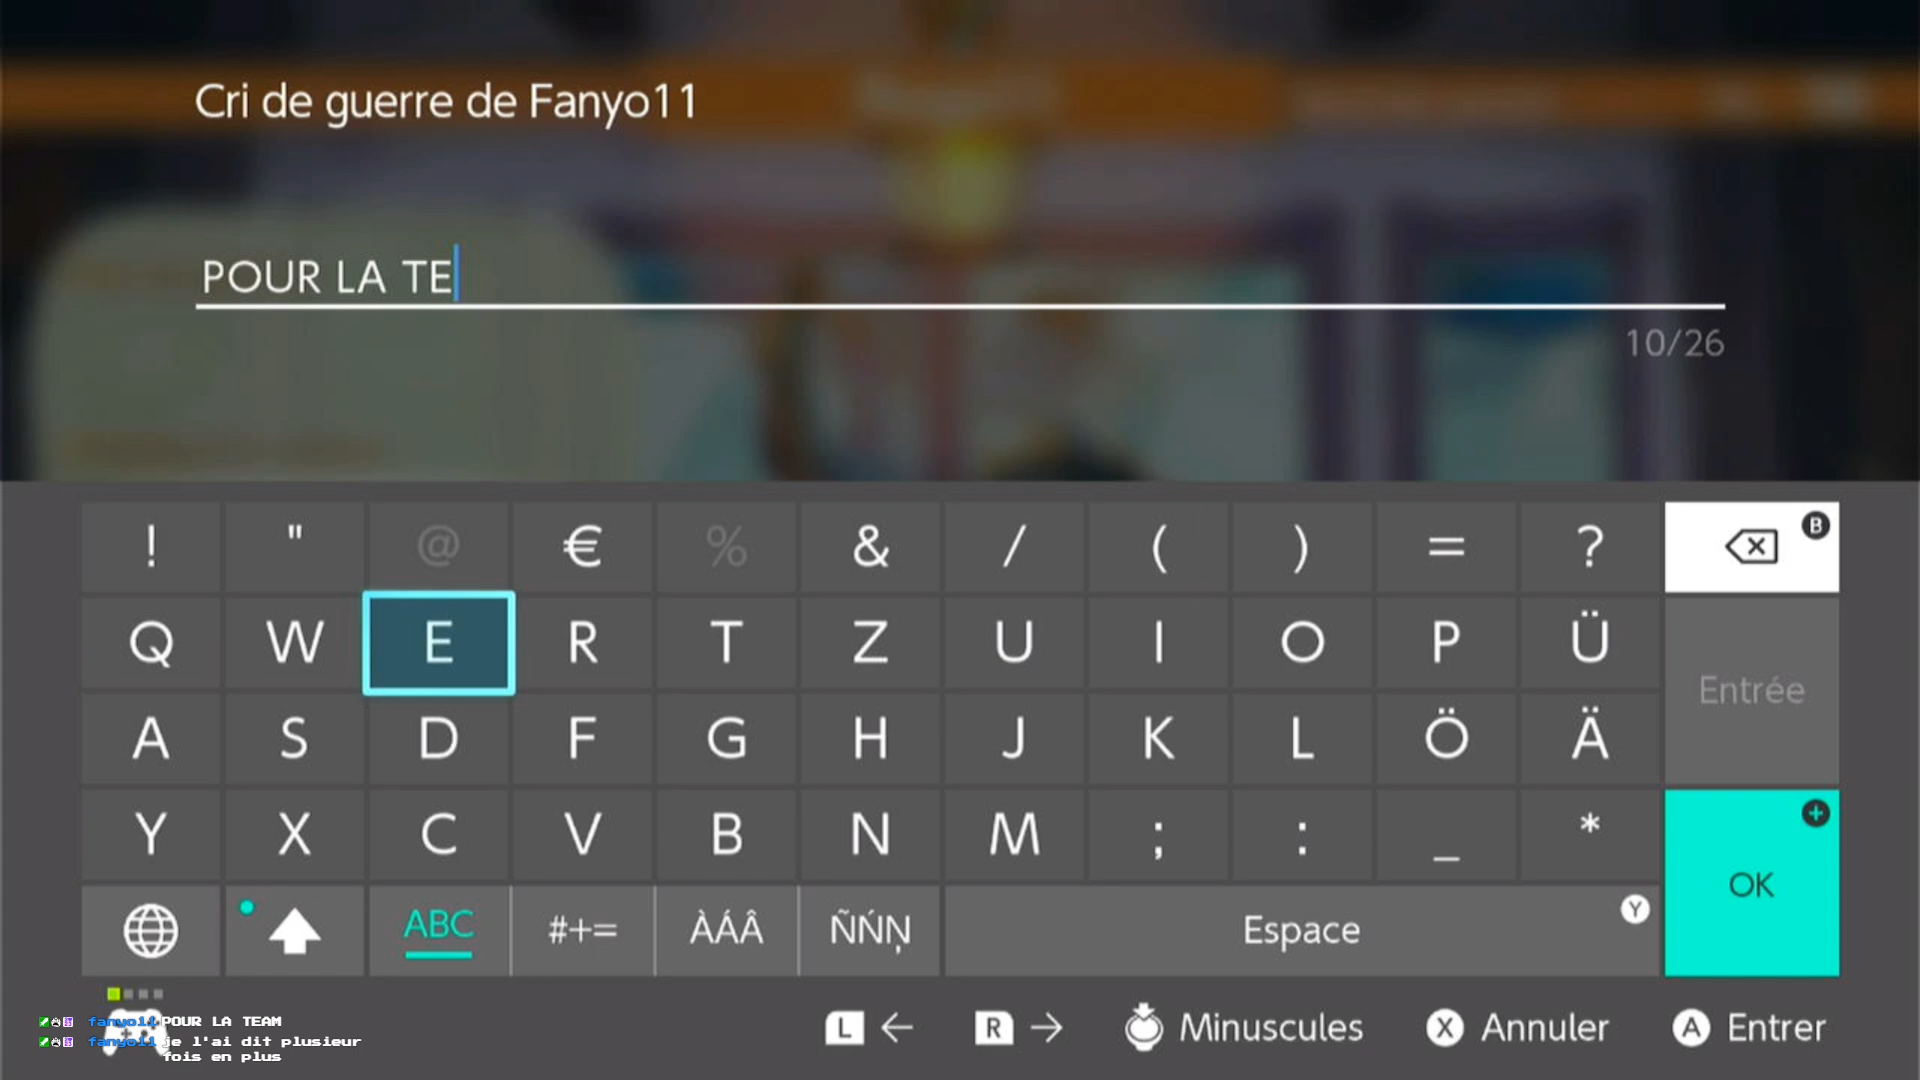 Cri de guerre de Fanyo11
POUR LA TE
10/26
! " @ € % & / ( ) = ? B
Q W E R T Z U I O P Ü
Entrée
A S D F G H J K L Ö Ä
Y X C V B N M ; : _ *
+ OK
ABC #+= ÀÁÂ ÑŃŅ Espace Y
L ← R → Minuscules X Annuler A Entrer
fanyo11 POUR LA TEAM
fanyo11 je l'ai dit plusieur
fois en plus